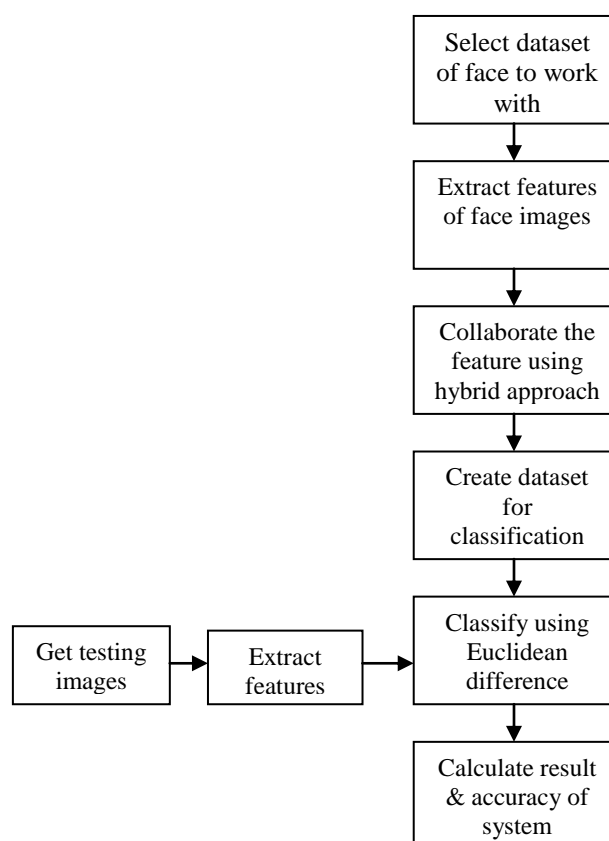 Select dataset
of face to work
with
Extract features
of face images
Collaborate the
feature using
hybrid approach
Create dataset
for
classification
Get testing
images
Extract
features
Classify using
Euclidean
difference
Calculate result
& accuracy of
system